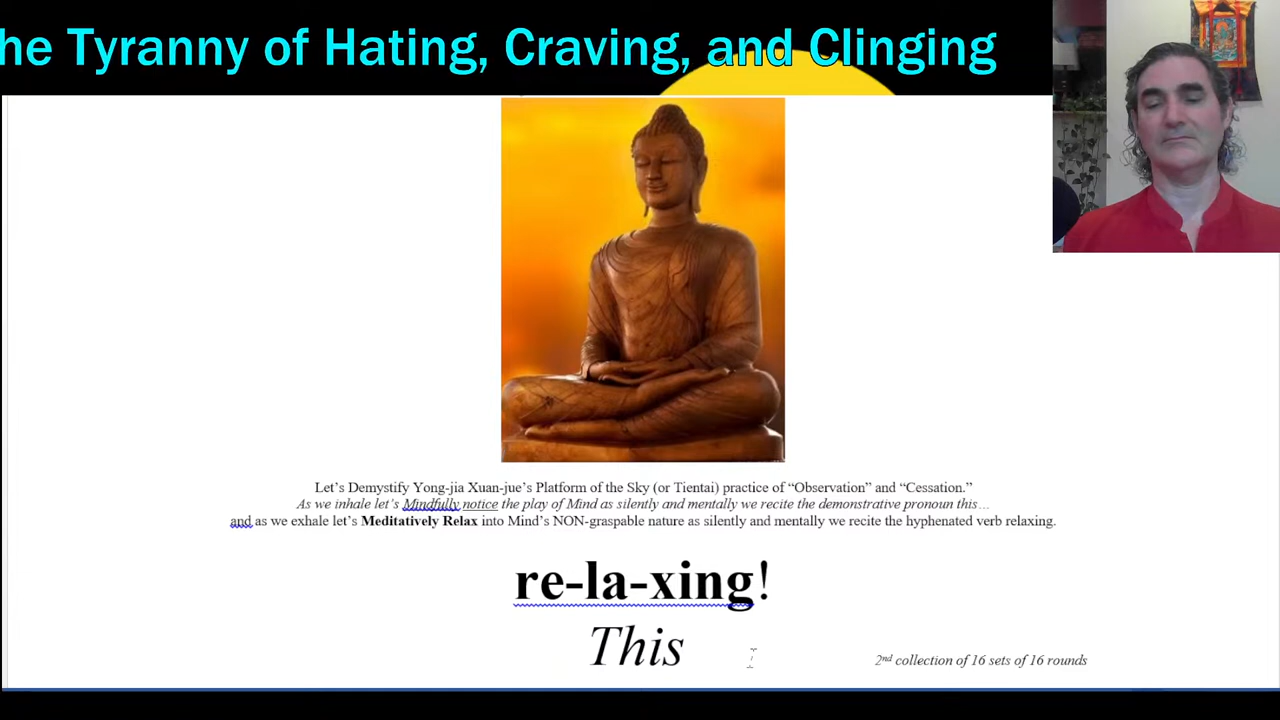 he Tyranny of Hating, Craving, and Clinging
Let’s Demystify Yong-jia Xuan-jue’s Platform of the Sky (or Tientai) practice of “Observation” and “Cessation.”
As we inhale let’s Mindfully notice the play of Mind as silently and mentally we recite the demonstrative pronoun this…
and as we exhale let’s Meditatively Relax into Mind’s NON-graspable nature as silently and mentally we recite the hyphenated verb relaxing.
re-la-xing!
This
2nd collection of 16 sets of 16 rounds